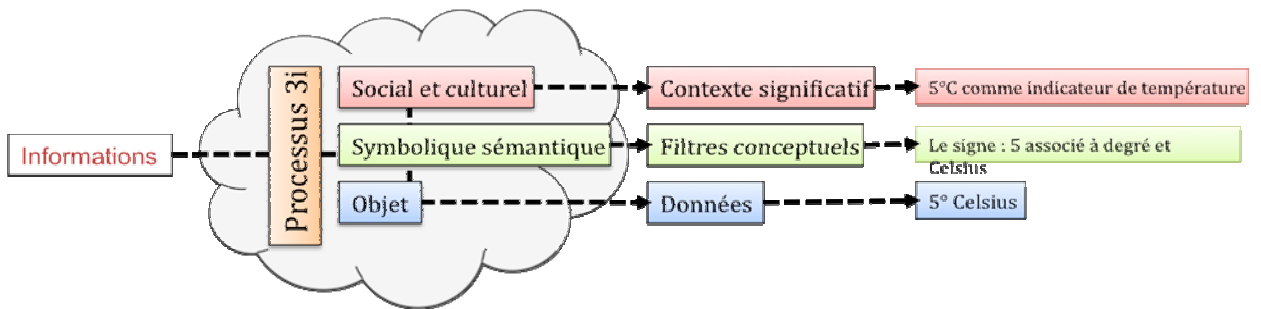 Informations
Processus 3i
Social et culturel
Contexte significatif
5°C comme indicateur de température
Symbolique sémantique
Filtres conceptuels
Le signe : 5 associé à degré et
Celsius
Objet
Données
5° Celsius